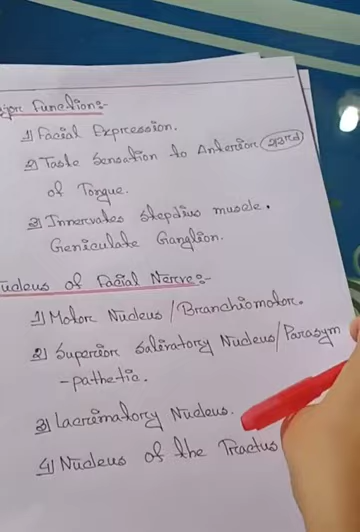 ajor Function:-
1) Facial Expression.
2) Taste Sensation to Anterior
of Tongue.
3) Innervates stepdius muscle.
Geniculate Ganglion.
Nucleus of Facial Nerve:-
1) Motor Nucleus/Branchiomotor.
2) Superior Salivatory Nucleus/Parasym
-pathetic.
3) Lacrimatory Nucleus.
4) Nucleus of the Tractus